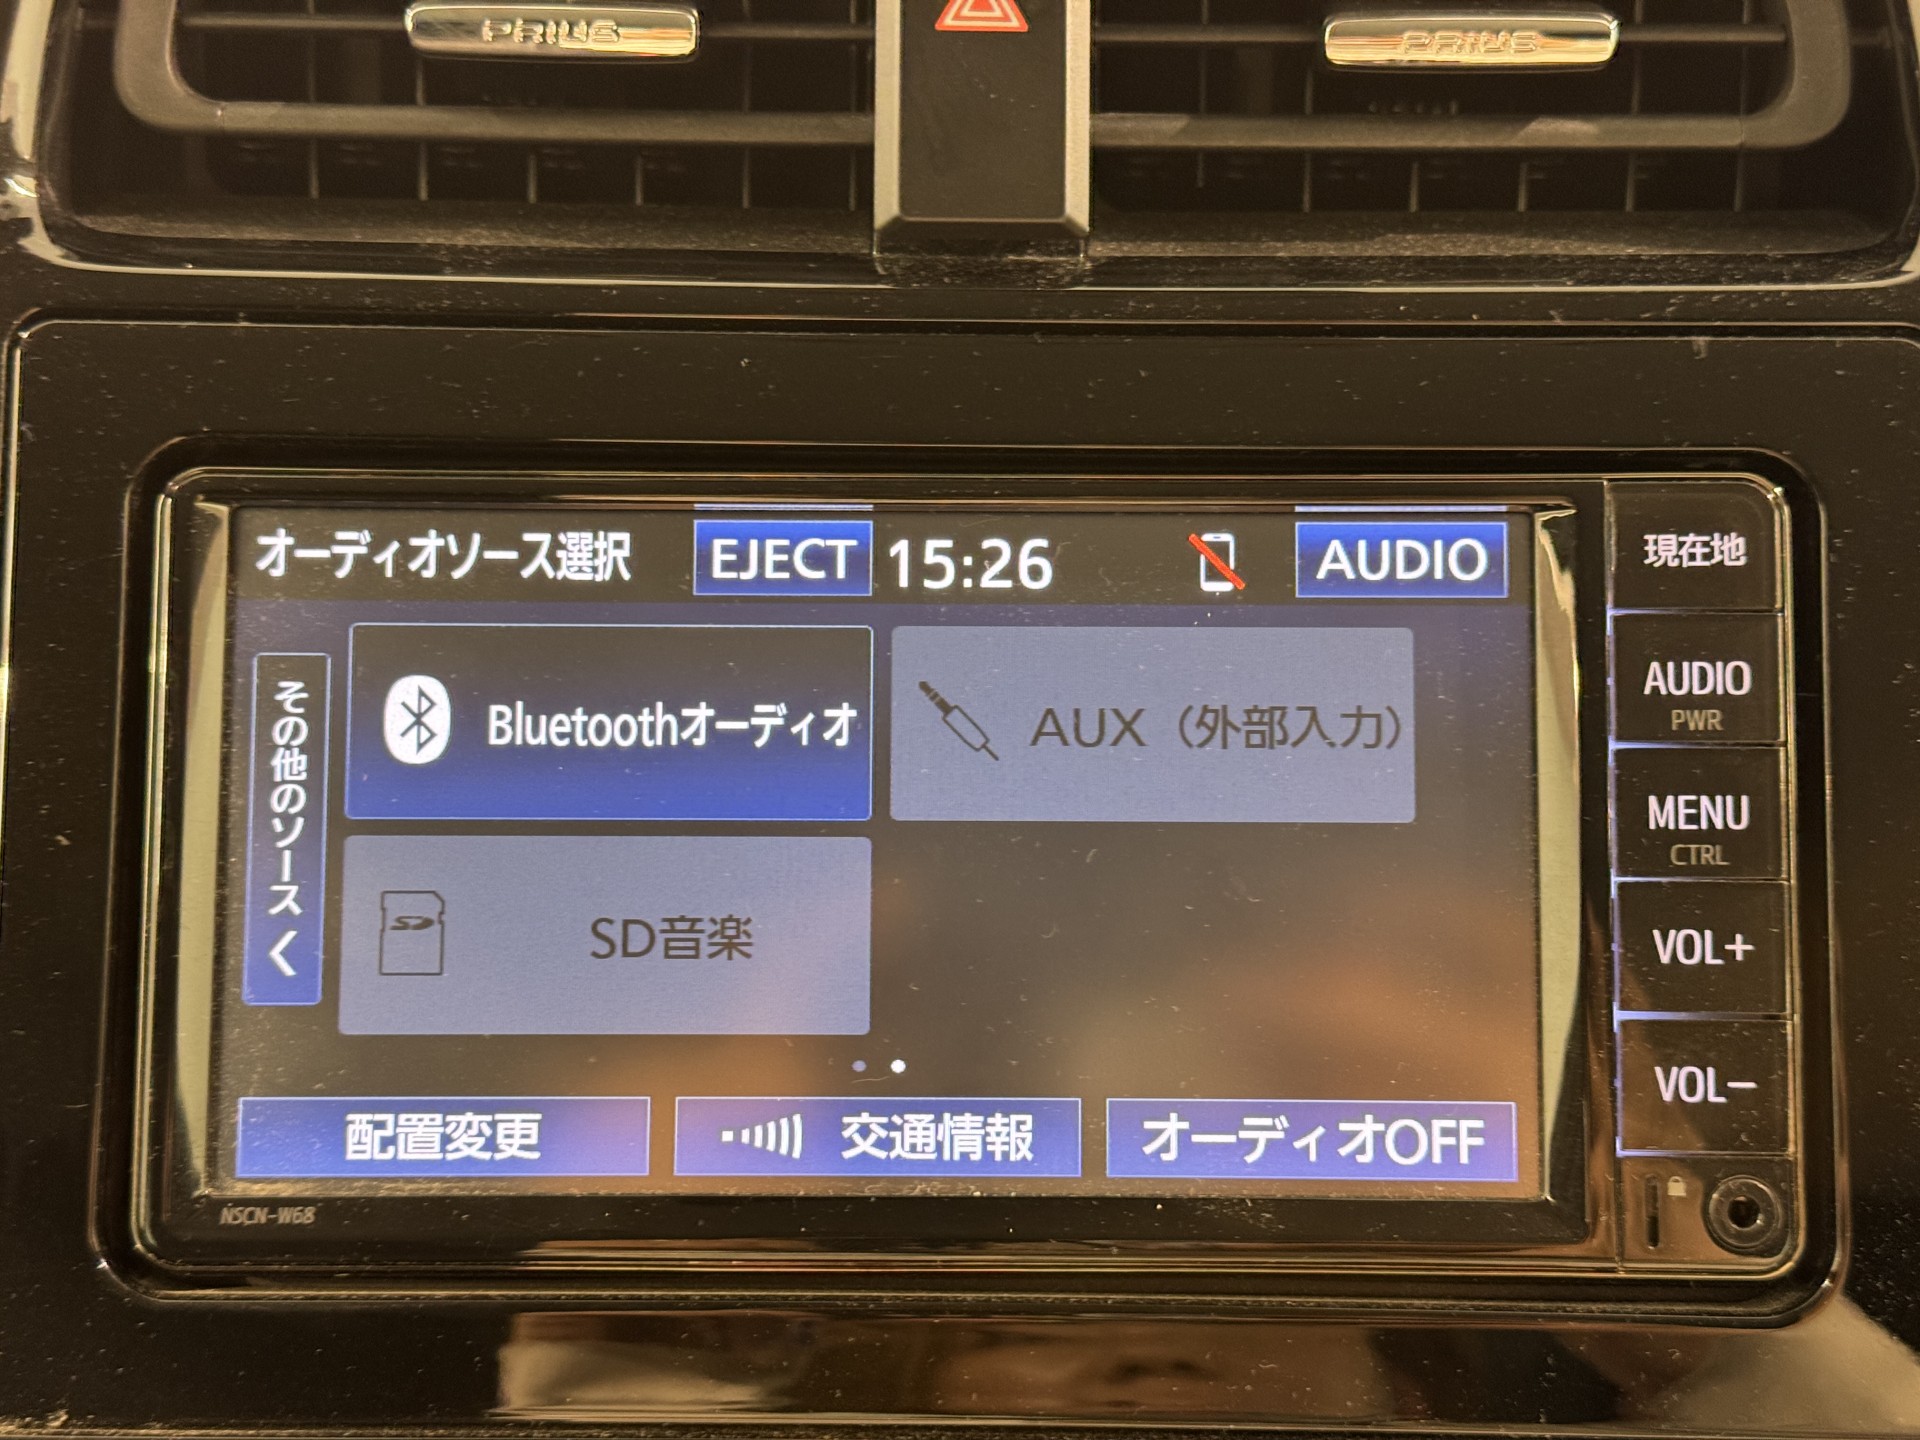 PRIUS
PRIUS
オーディオソース選択
EJECT
15:26
AUDIO
現在地
その他のソース
Bluetoothオーディオ
AUX（外部入力）
AUDIO
PWR
MENU
CTRL
SD
SD音楽
VOL+
VOL−
配置変更
交通情報
オーディオOFF
NSCN-W68